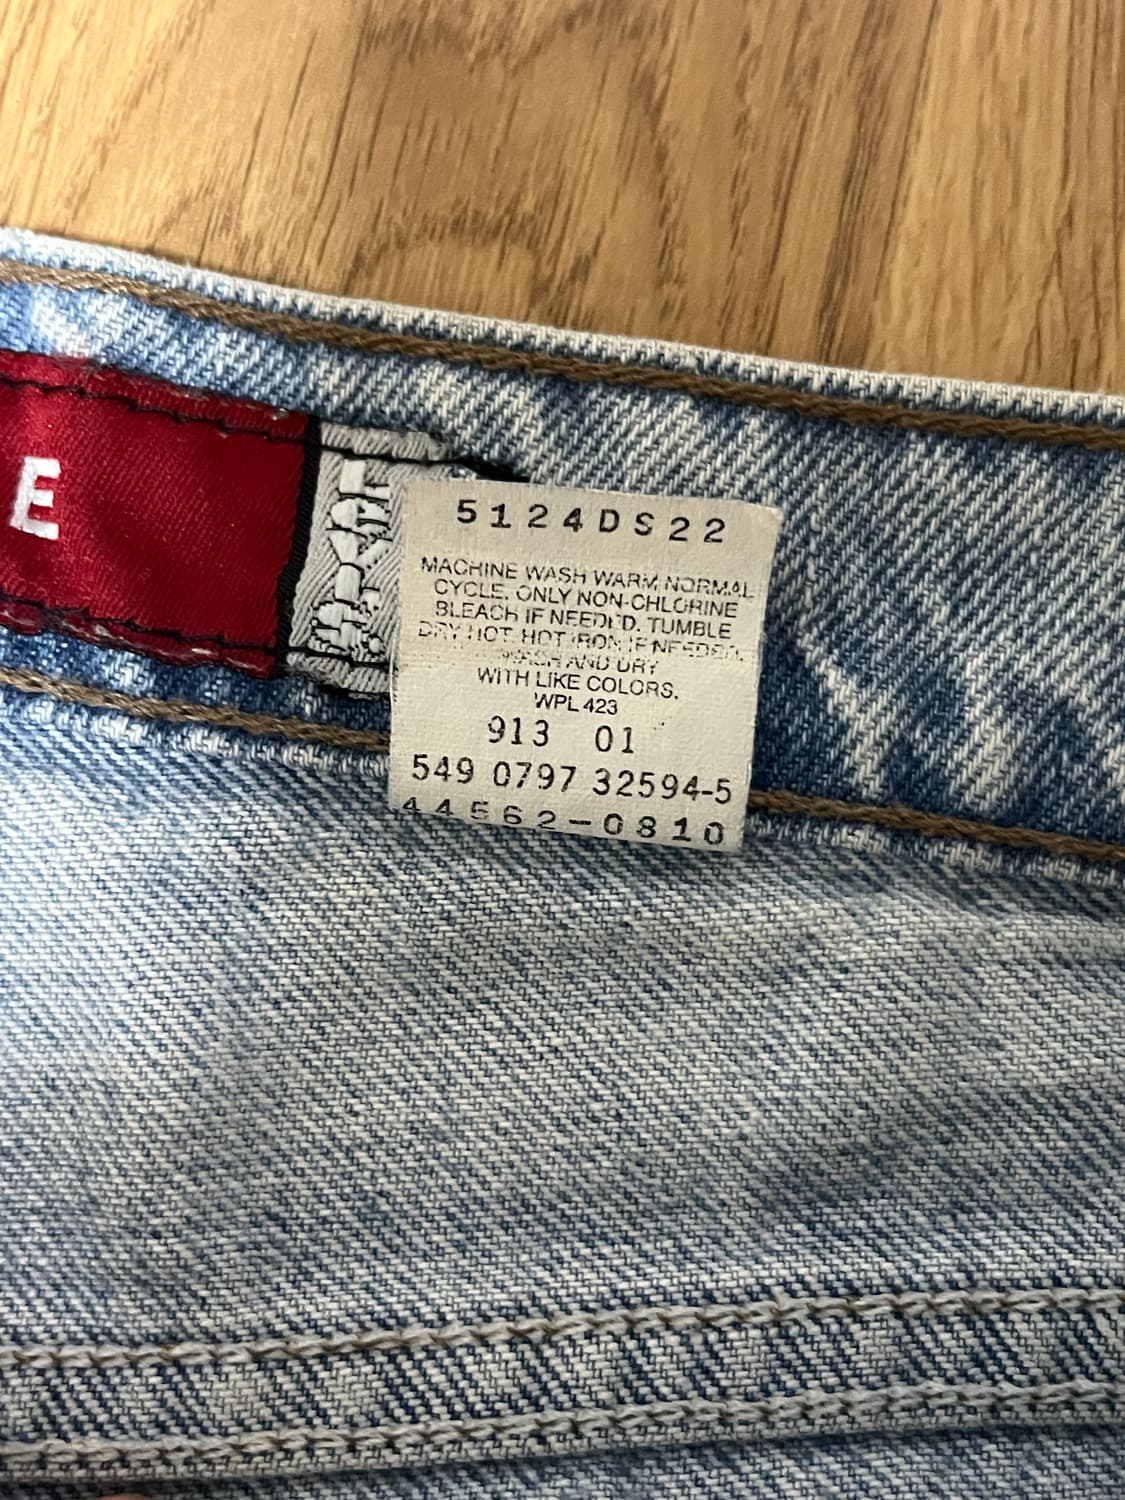 E
5124DS22
MACHINE WASH WARM NORMAL
CYCLE. ONLY NON-CHLORINE
BLEACH IF NEEDED. TUMBLE
DRY HOT. HOT IRON IF NEEDED.
WASH AND DRY
WITH LIKE COLORS.
WPL 423
913 01
549 0797 32594-5
44562-0810